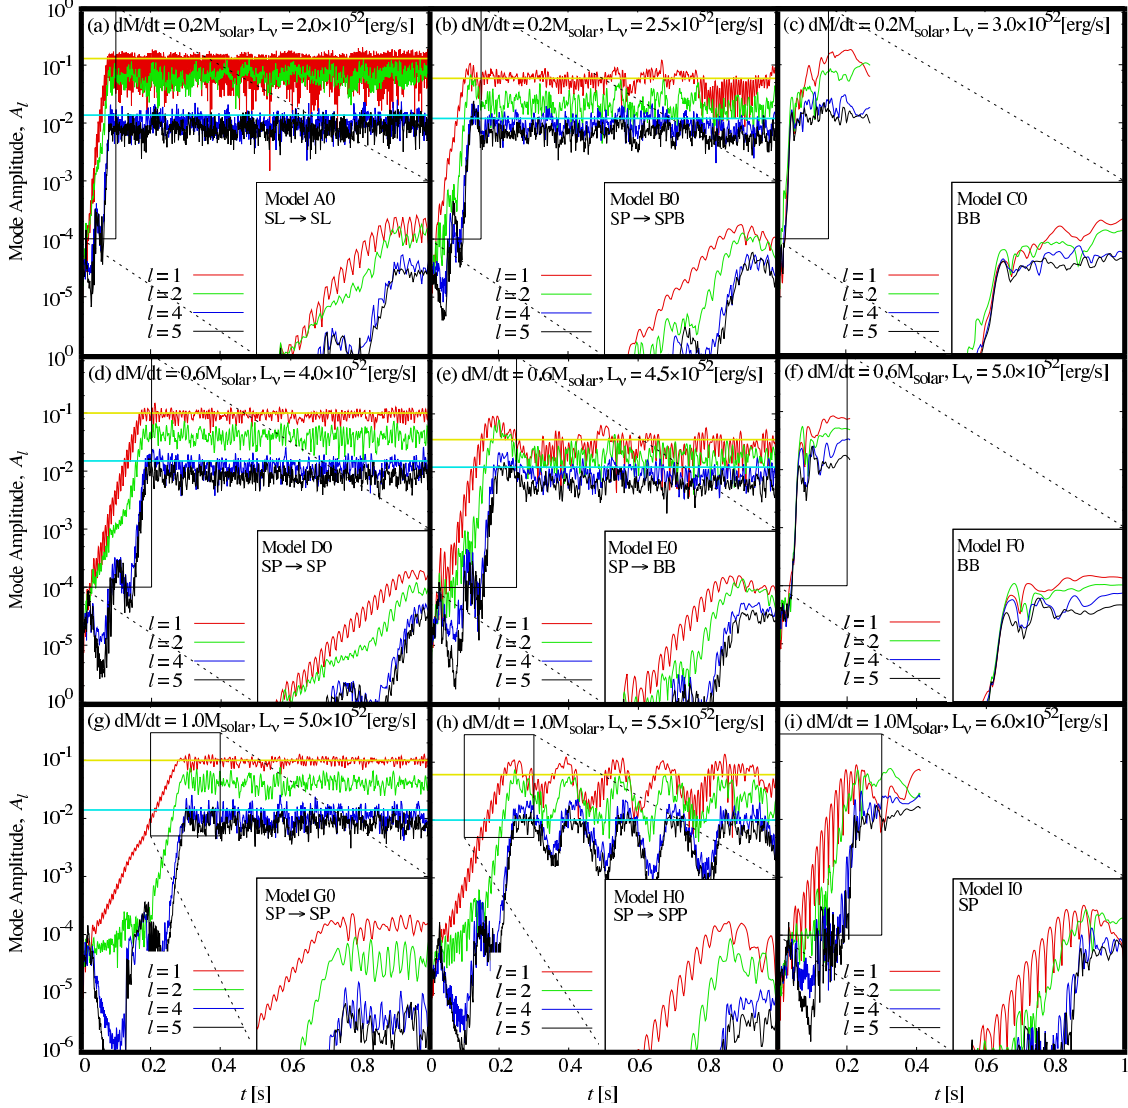 (a) dM/dt = 0.2M_solar, L_ν = 2.0×10^52 [erg/s]
(b) dM/dt = 0.2M_solar, L_ν = 2.5×10^52 [erg/s]
(c) dM/dt = 0.2M_solar, L_ν = 3.0×10^52 [erg/s]
10^0
10^-1
10^-2
10^-3
10^-4
10^-5
10^0
Mode Amplitude, A_l
Model A0
SL → SL
l = 1
l = 2
l = 4
l = 5
Model B0
SP → SPB
l = 1
l = 2
l = 4
l = 5
Model C0
BB
l = 1
l = 2
l = 4
l = 5
(d) dM/dt = 0.6M_solar, L_ν = 4.0×10^52 [erg/s]
(e) dM/dt = 0.6M_solar, L_ν = 4.5×10^52 [erg/s]
(f) dM/dt = 0.6M_solar, L_ν = 5.0×10^52 [erg/s]
10^-1
10^-2
10^-3
10^-4
10^-5
10^0
Mode Amplitude, A_l
Model D0
SP → SP
l = 1
l = 2
l = 4
l = 5
Model E0
SP → BB
l = 1
l = 2
l = 4
l = 5
Model F0
BB
l = 1
l = 2
l = 4
l = 5
(g) dM/dt = 1.0M_solar, L_ν = 5.0×10^52 [erg/s]
(h) dM/dt = 1.0M_solar, L_ν = 5.5×10^52 [erg/s]
(i) dM/dt = 1.0M_solar, L_ν = 6.0×10^52 [erg/s]
10^-1
10^-2
10^-3
10^-4
10^-5
10^-6
Mode Amplitude, A_l
Model G0
SP → SP
l = 1
l = 2
l = 4
l = 5
Model H0
SP → SPP
l = 1
l = 2
l = 4
l = 5
Model I0
SP
l = 1
l = 2
l = 4
l = 5
0 0.2 0.4 0.6 0.8
0 0.2 0.4 0.6 0.8
0 0.2 0.4 0.6 0.8 1
t [s]
t [s]
t [s]